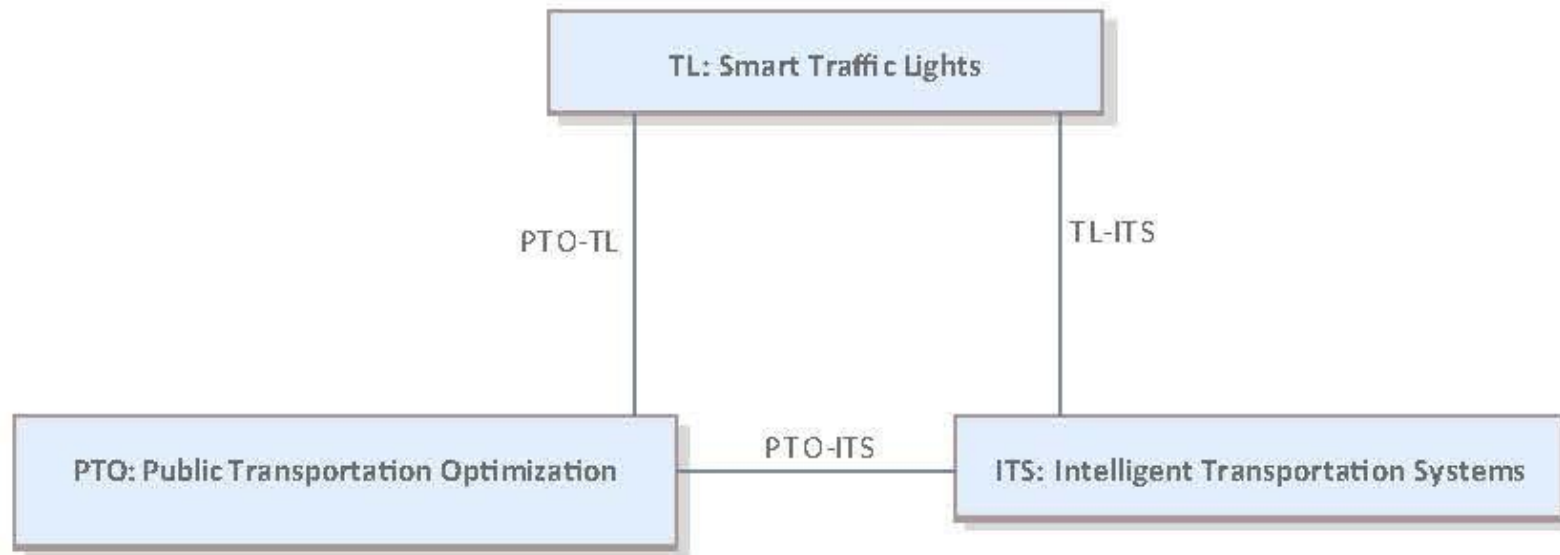 TL: Smart Traffic Lights
PTO-TL
TL-ITS
PTO: Public Transportation Optimization
PTO-ITS
ITS: Intelligent Transportation Systems